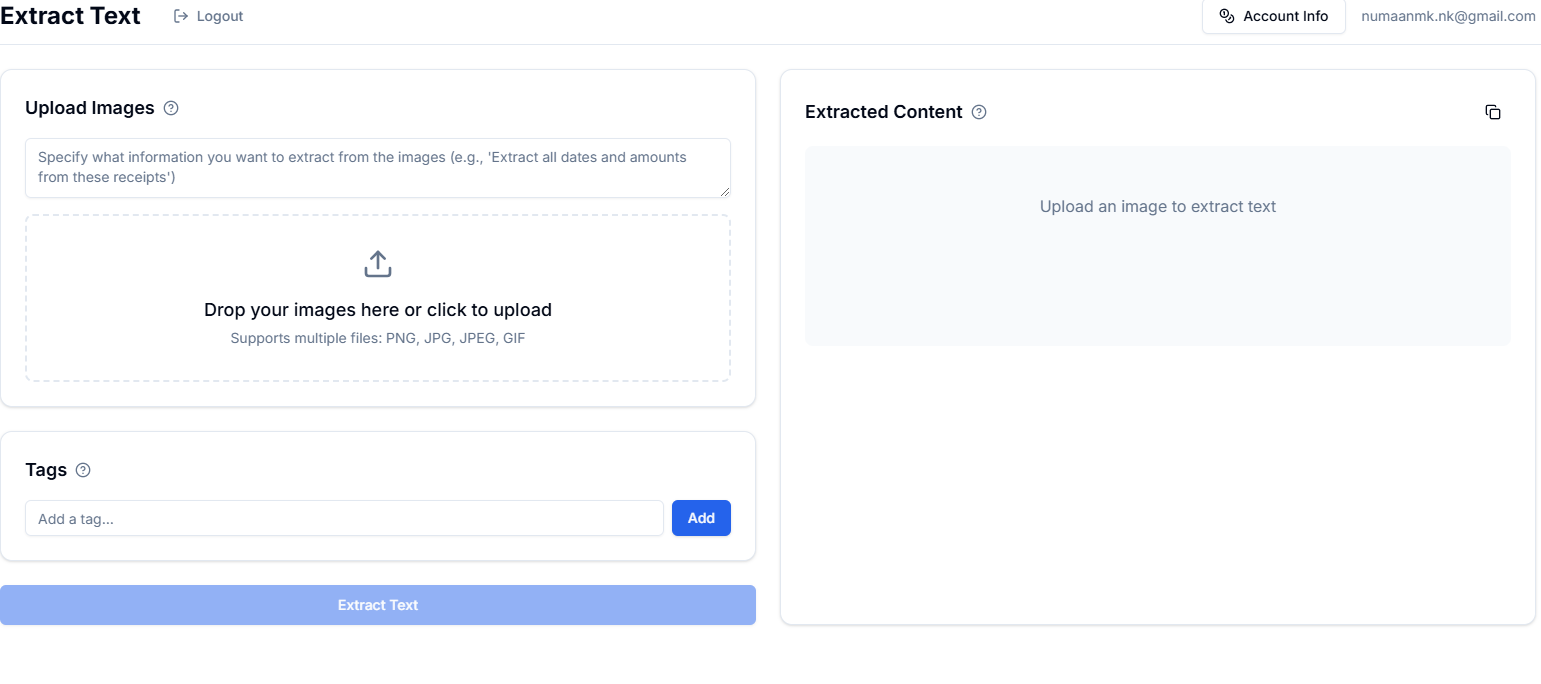 Extract Text
Logout
Account Info
numaanmk.nk@gmail.com
Upload Images
Specify what information you want to extract from the images (e.g., 'Extract all dates and amounts
from these receipts')
Drop your images here or click to upload
Supports multiple files: PNG, JPG, JPEG, GIF
Tags
Add a tag...
Add
Extract Text
Extracted Content
Upload an image to extract text